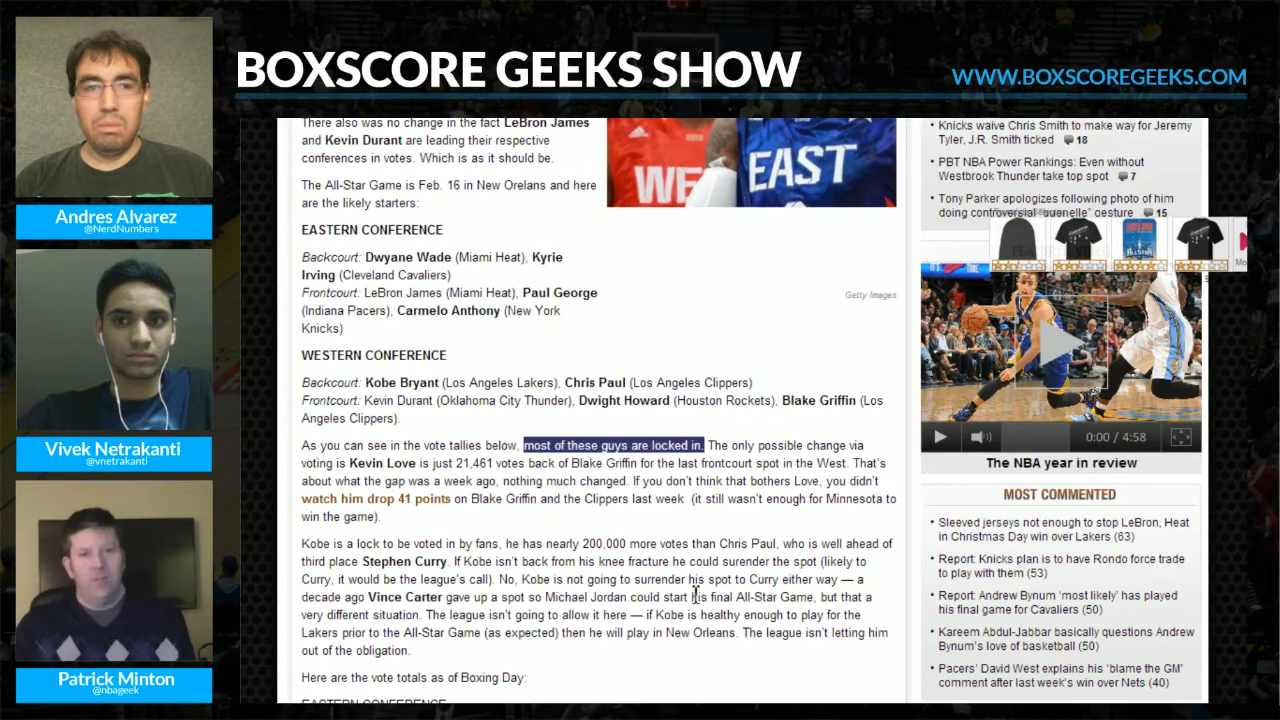 BOXSCORE GEEKS SHOW
WWW.BOXSCOREGEEKS.COM
Andres Alvarez
@NerdNumbers
Vivek Netrakanti
@vnetrakanti
Patrick Minton
@nbageek
There also was no change in the fact LeBron James
and Kevin Durant are leading their respective
conferences in votes. Which is as it should be.
The All-Star Game is Feb. 16 in New Orelans and here
are the likely starters:
EASTERN CONFERENCE
Backcourt: Dwyane Wade (Miami Heat), Kyrie
Irving (Cleveland Cavaliers)
Frontcourt: LeBron James (Miami Heat), Paul George
(Indiana Pacers), Carmelo Anthony (New York
Knicks)
WE
EAST
Getty Images
WESTERN CONFERENCE
Backcourt: Kobe Bryant (Los Angeles Lakers), Chris Paul (Los Angeles Clippers)
Frontcourt: Kevin Durant (Oklahoma City Thunder), Dwight Howard (Houston Rockets), Blake Griffin (Los
Angeles Clippers).
As you can see in the vote tallies below, most of these guys are locked in. The only possible change via
voting is Kevin Love is just 21,461 votes back of Blake Griffin for the last frontcourt spot in the West. That's
about what the gap was a week ago, nothing much changed. If you don't think that bothers Love, you didn't
watch him drop 41 points on Blake Griffin and the Clippers last week (it still wasn't enough for Minnesota to
win the game).
Kobe is a lock to be voted in by fans, he has nearly 200,000 more votes than Chris Paul, who is well ahead of
third place Stephen Curry. If Kobe isn't back from his knee fracture he could surender the spot (likely to
Curry, it would be the league's call). No, Kobe is not going to surrender his spot to Curry either way — a
decade ago Vince Carter gave up a spot so Michael Jordan could start his final All-Star Game, but that a
very different situation. The league isn't going to allow it here — if Kobe is healthy enough to play for the
Lakers prior to the All-Star Game (as expected) then he will play in New Orleans. The league isn't letting him
out of the obligation.
Here are the vote totals as of Boxing Day:
EASTERN CONFERENCE
• Knicks waive Chris Smith to make way for Jeremy
Tyler, J.R. Smith ticked 18
• PBT NBA Power Rankings: Even without
Westbrook Thunder take top spot 7
• Tony Parker apologizes following photo of him
doing controversial "quenelle" gesture 15
Mo
0:00 / 4:58
The NBA year in review
MOST COMMENTED
• Sleeved jerseys not enough to stop LeBron, Heat
in Christmas Day win over Lakers (63)
• Report: Knicks plan is to have Rondo force trade
to play with them (53)
• Report: Andrew Bynum 'most likely' has played
his final game for Cavaliers (50)
• Kareem Abdul-Jabbar basically questions Andrew
Bynum's love of basketball (50)
• Pacers' David West explains his 'blame the GM'
comment after last week's win over Nets (40)